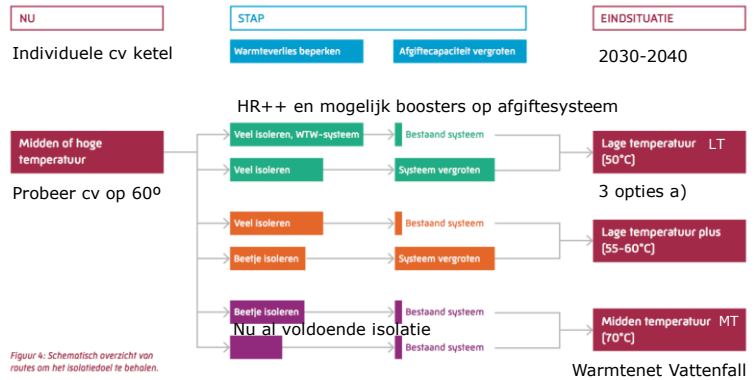 NU
STAP
EINDSITUATIE
Individuele cv ketel
Warmteverlies beperken
Afgiftecapaciteit vergroten
2030-2040
HR++ en mogelijk boosters op afgiftesysteem
Midden of hoge
temperatuur
Probeer cv op 60º
Veel isoleren, WTW-systeem
Bestaand systeem
Veel isoleren
Systeem vergroten
Lage temperatuur LT
(50°C)
3 opties a)
Veel isoleren
Bestaand systeem
Beetje isoleren
Systeem vergroten
Lage temperatuur plus
(55-60°C)
Beetje isoleren
Bestaand systeem
Nu al voldoende isolatie
Bestaand systeem
Midden temperatuur MT
(70°C)
Warmtenet Vattenfall
Figuur 4: Schematisch overzicht van
routes om het isolatiedoel te behalen.